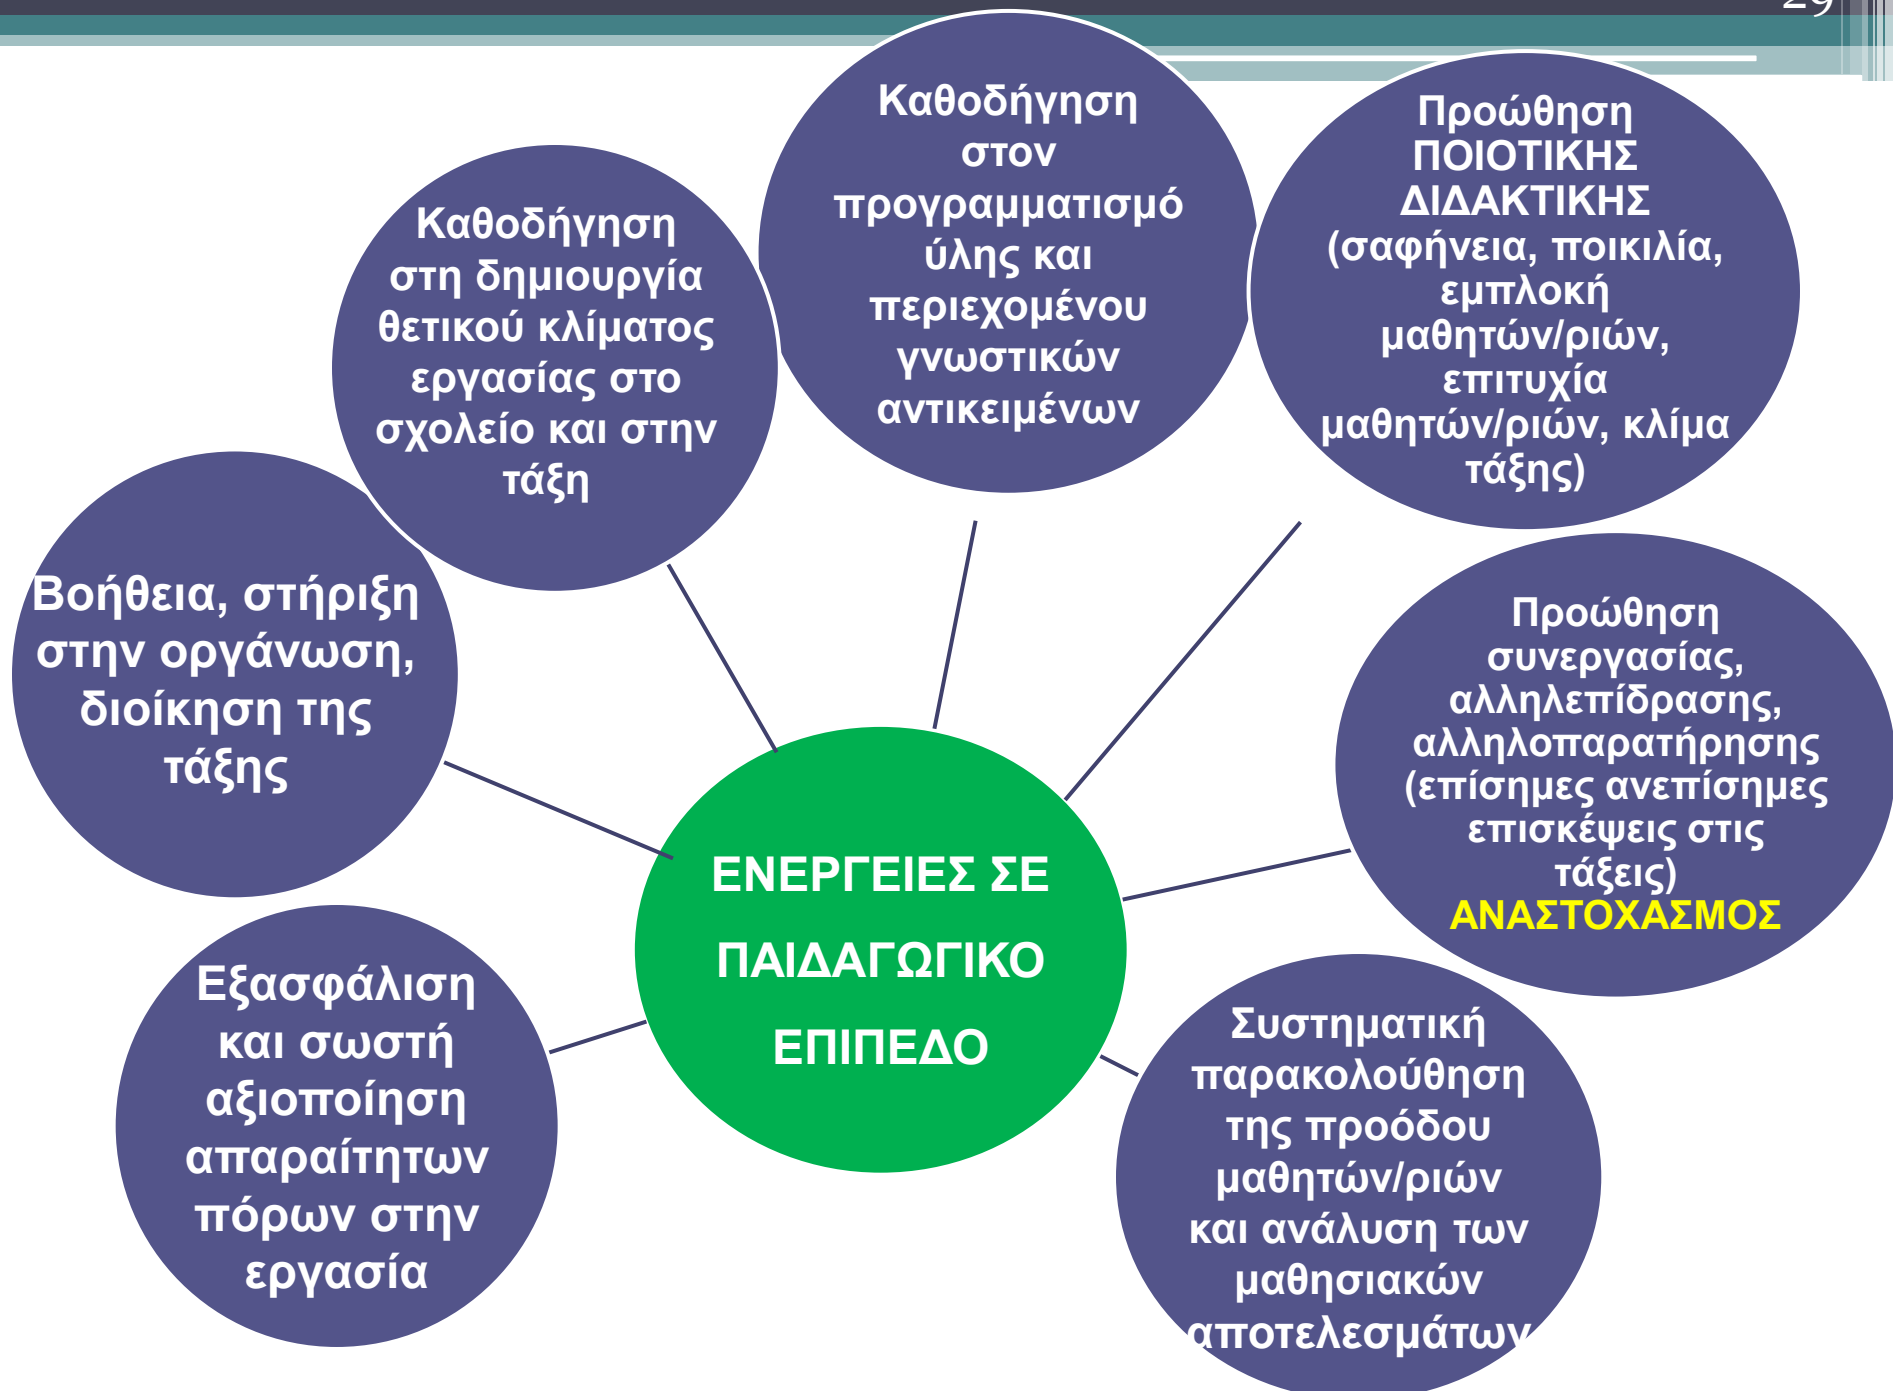 29
Καθοδήγηση
στον
προγραμματισμό
ύλης και
περιεχομένου
γνωστικών
αντικειμένων
Προώθηση
ΠΟΙΟΤΙΚΗΣ
ΔΙΔΑΚΤΙΚΗΣ
(σαφήνεια, ποικιλία,
εμπλοκή
μαθητών/ριών,
επιτυχία
μαθητών/ριών, κλίμα
τάξης)
Καθοδήγηση
στη δημιουργία
θετικού κλίματος
εργασίας στο
σχολείο και στην
τάξη
Βοήθεια, στήριξη
στην οργάνωση,
διοίκηση της
τάξης
Προώθηση
συνεργασίας,
αλληλεπίδρασης,
αλληλοπαρατήρησης
(επίσημες ανεπίσημες
επισκέψεις στις
τάξεις)
ΑΝΑΣΤΟΧΑΣΜΟΣ
ΕΝΕΡΓΕΙΕΣ ΣΕ
ΠΑΙΔΑΓΩΓΙΚΟ
ΕΠΙΠΕΔΟ
Εξασφάλιση
και σωστή
αξιοποίηση
απαραίτητων
πόρων στην
εργασία
Συστηματική
παρακολούθηση
της προόδου
μαθητών/ριών
και ανάλυση των
μαθησιακών
αποτελεσμάτων